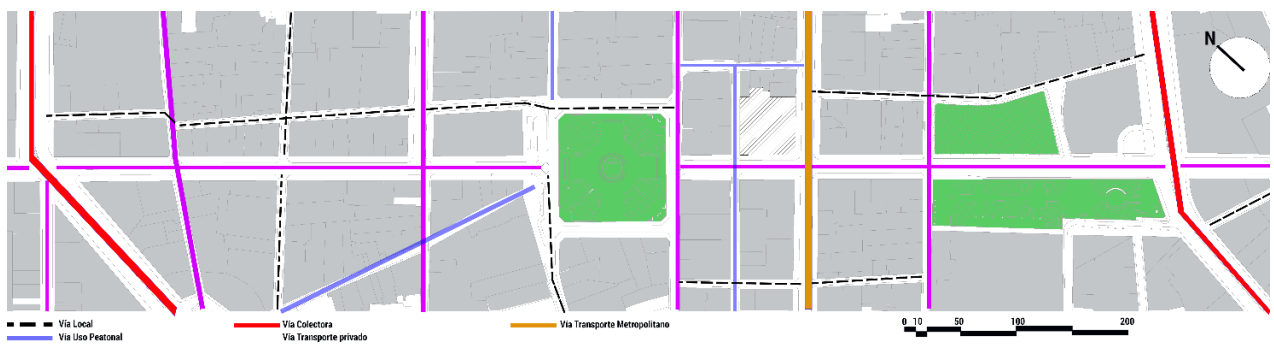 N
Vía Local
Vía Uso Peatonal
Vía Colectora
Vía Transporte privado
Vía Transporte Metropolitano
0 10 50 100 200